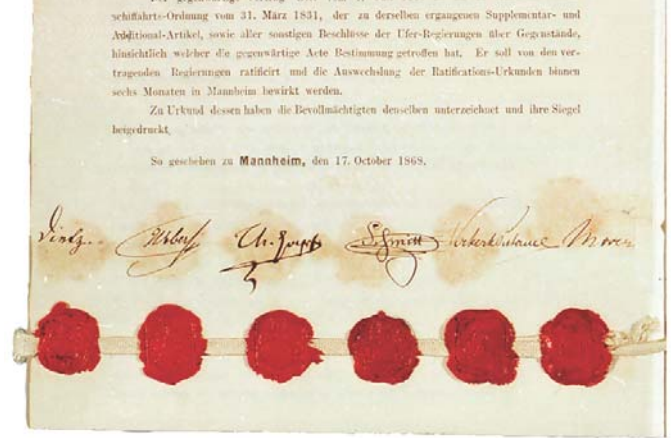 schiffahrts-Ordnung vom 31. März 1831, der zu derselben ergangenen Supplementar- und
Additional-Artikel, sowie aller sonstigen Beschlüsse der Ufer-Regierungen über Gegenstände,
hinsichtlich welcher die gegenwärtige Acte Bestimmung getroffen hat. Er soll von den ver-
tragenden Regierungen ratificirt und die Auswechslung der Ratifications-Urkunden binnen
sechs Monaten in Mannheim bewirkt werden.
Zu Urkund dessen haben die Bevollmächtigten denselben unterzeichnet und ihre Siegel
beigedruckt.
So geschehen zu Mannheim, den 17. October 1868.
Dietz Schmitt